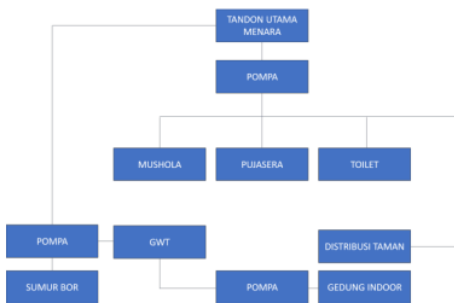 TANDON UTAMA
MENARA
POMPA
MUSHOLA
PUJASERA
TOILET
POMPA
GWT
DISTRIBUSI TAMAN
SUMUR BOR
POMPA
GEDUNG INDOOR